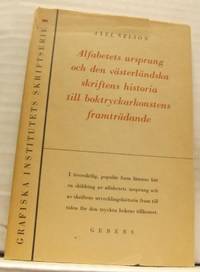 AXEL NELSON
Alfabetets ursprung
och den västerländska
skriftens historia
till boktryckarkonstens
framträdande
I översiktlig, populär form lämnas här
en skildring av alfabetets ursprung och
av skriftens utvecklingshistoria fram till
tiden för den tryckta bokens tillkomst.
GEBERS
GRAFISKA INSTITUTETS SKRIFTSERIE